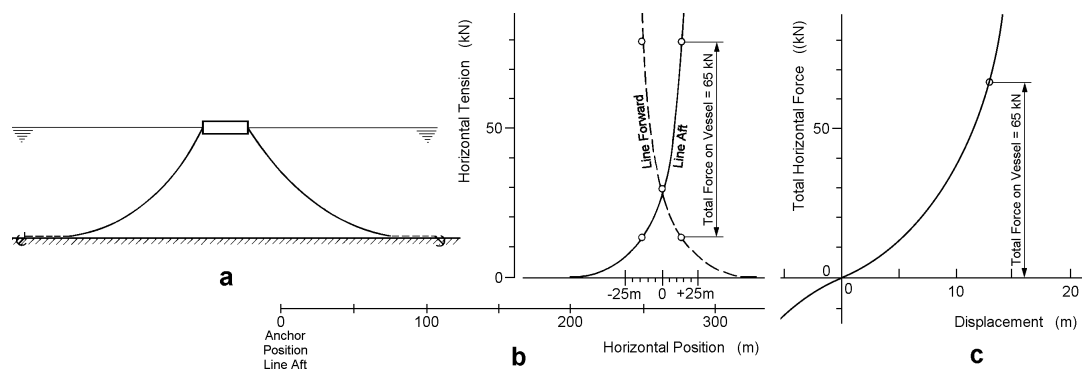 a
Horizontal Tension (kN)
50
0
Line Forward
Line Aft
Total Force on Vessel = 65 kN
-25m 0 +25m
0 100 200 300
Anchor
Position
Line Aft
Horizontal Position (m)
b
Total Horizontal Force ((kN)
50
0
Total Force on Vessel = 65 kN
0 10 20
Displacement (m)
c